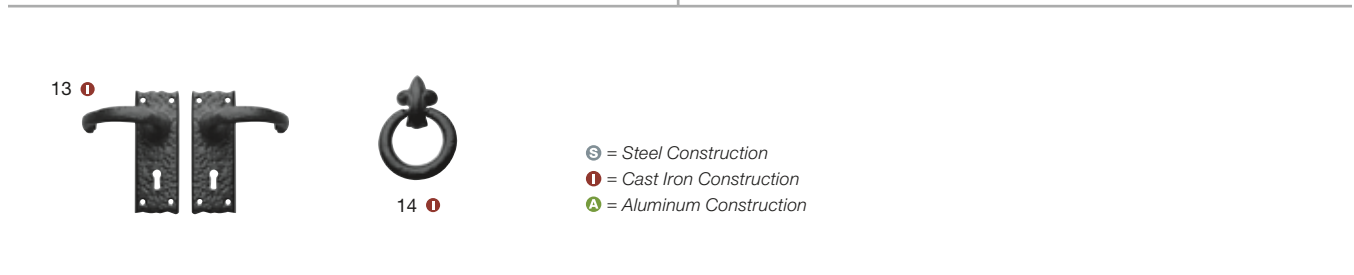 13 I
14 I
S = Steel Construction
I = Cast Iron Construction
A = Aluminum Construction